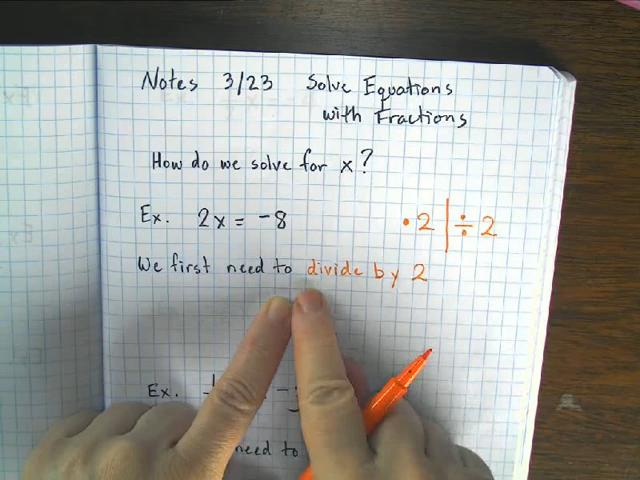 Notes 3/23 Solve Equations
with Fractions
How do we solve for x?
Ex. 2x = -8
• 2 | ÷ 2
We first need to divide by 2
Ex.
need to